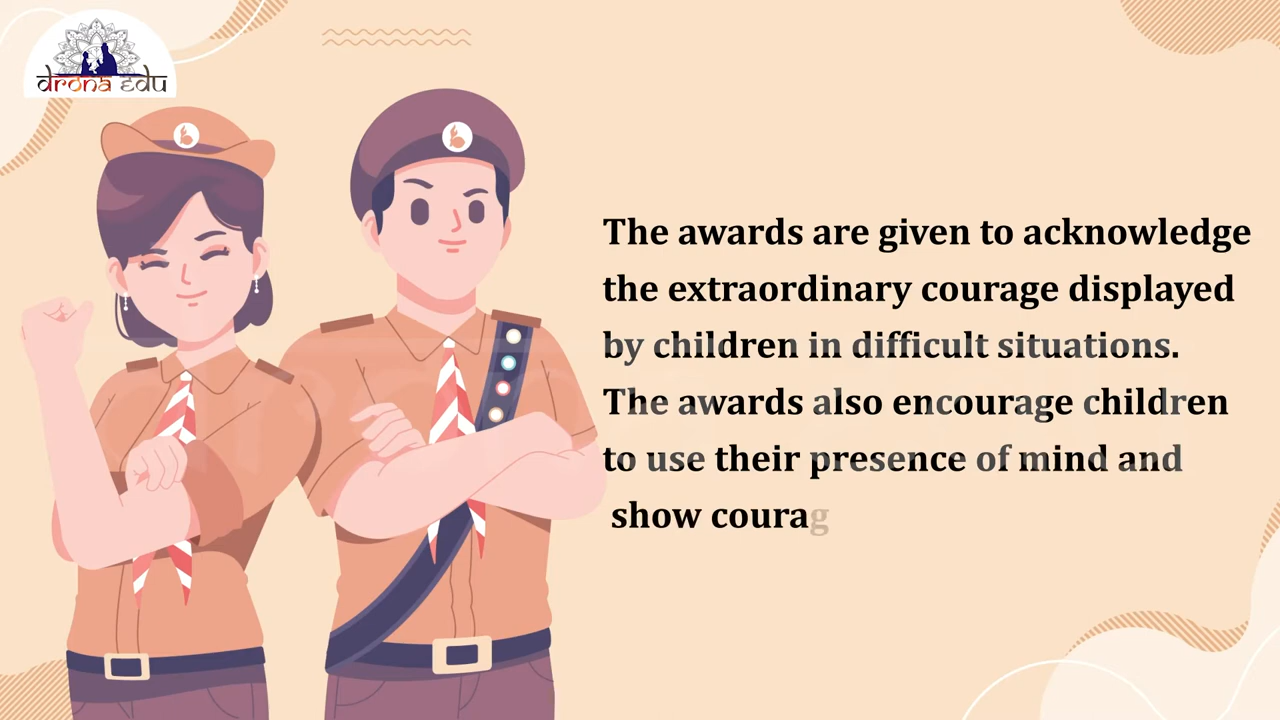 drona edu
The awards are given to acknowledge
the extraordinary courage displayed
by children in difficult situations.
The awards also encourage children
to use their presence of mind and
show courag